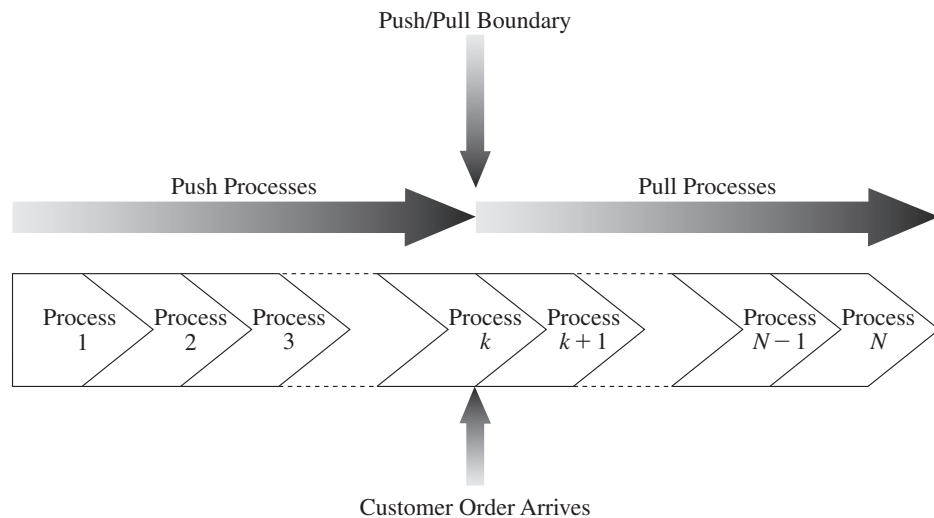 Push/Pull Boundary
Push Processes
Pull Processes
Process
1
Process
2
Process
3
Process
k
Process
k + 1
Process
N − 1
Process
N
Customer Order Arrives